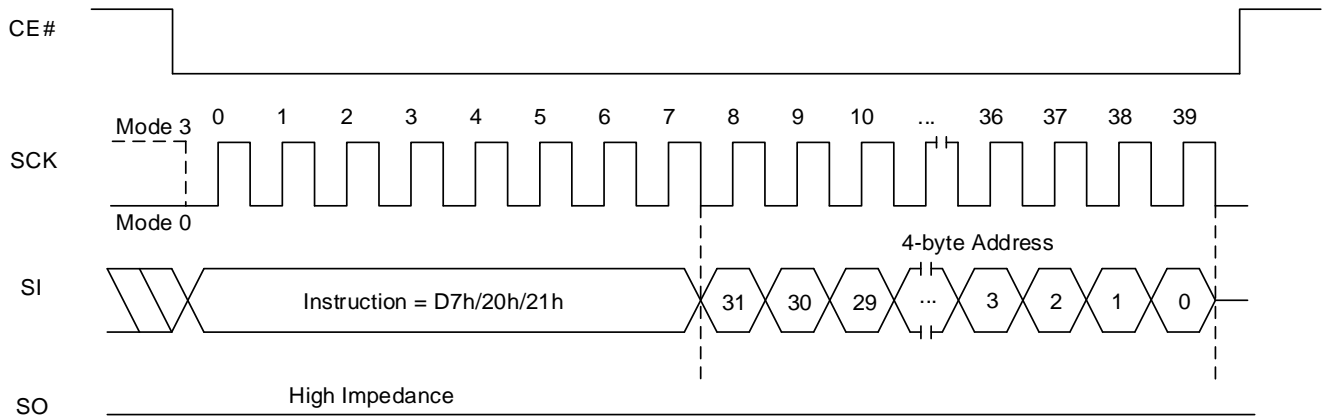 CE#
0 1 2 3 4 5 6 7 8 9 10 ... 36 37 38 39
Mode 3
SCK
Mode 0
4-byte Address
SI
Instruction = D7h/20h/21h 31 30 29 ... 3 2 1 0
High Impedance
SO